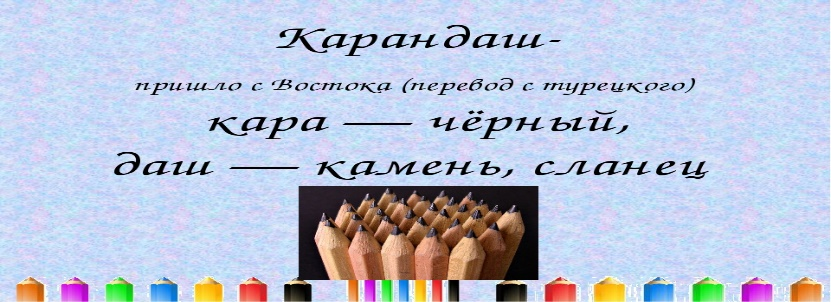 Карандаш-
пришло с Востока (перевод с турецкого)
кара — чёрный,
даш — камень, сланец